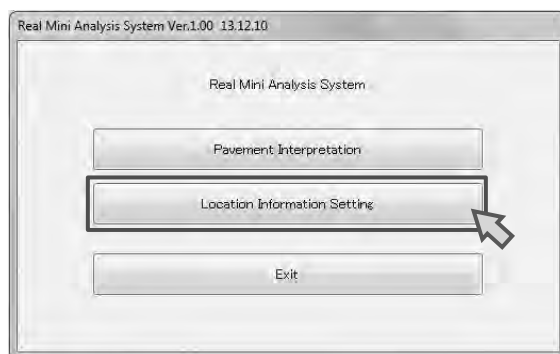 Real Mini Analysis System Ver.1.00 13.12.10
Real Mini Analysis System
Pavement Interpretation
Location Information Setting
Exit